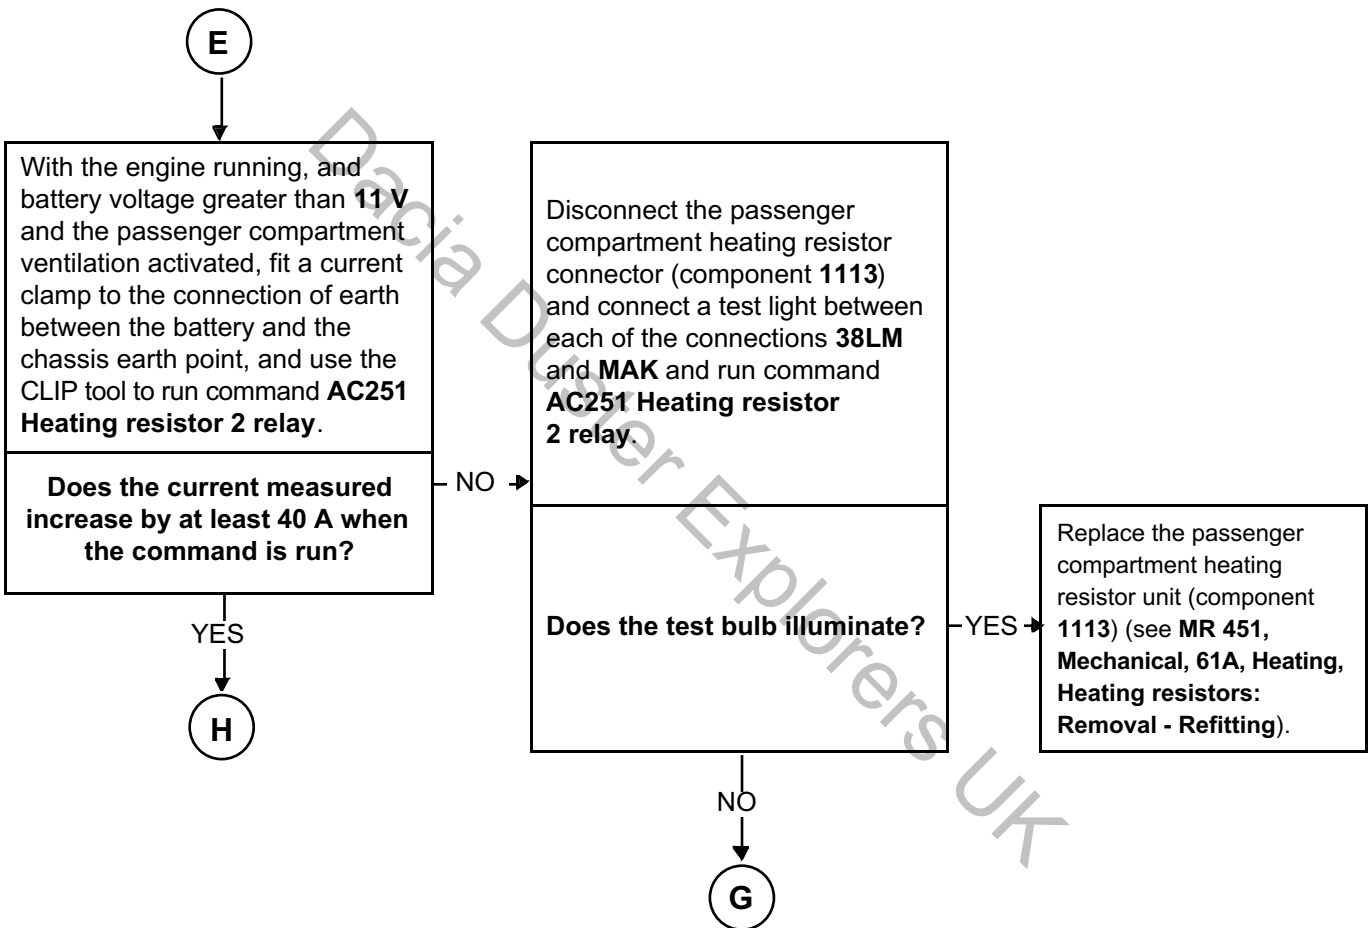 E
With the engine running, and
battery voltage greater than 11 V
and the passenger compartment
ventilation activated, fit a current
clamp to the connection of earth
between the battery and the
chassis earth point, and use the
CLIP tool to run command AC251
Heating resistor 2 relay.
Does the current measured
increase by at least 40 A when
the command is run?
NO
YES
H
Disconnect the passenger
compartment heating resistor
connector (component 1113)
and connect a test light between
each of the connections 38LM
and MAK and run command
AC251 Heating resistor
2 relay.
Does the test bulb illuminate?
YES
NO
G
Replace the passenger
compartment heating
resistor unit (component
1113) (see MR 451,
Mechanical, 61A, Heating,
Heating resistors:
Removal - Refitting).
Dacia Duster Explorers UK